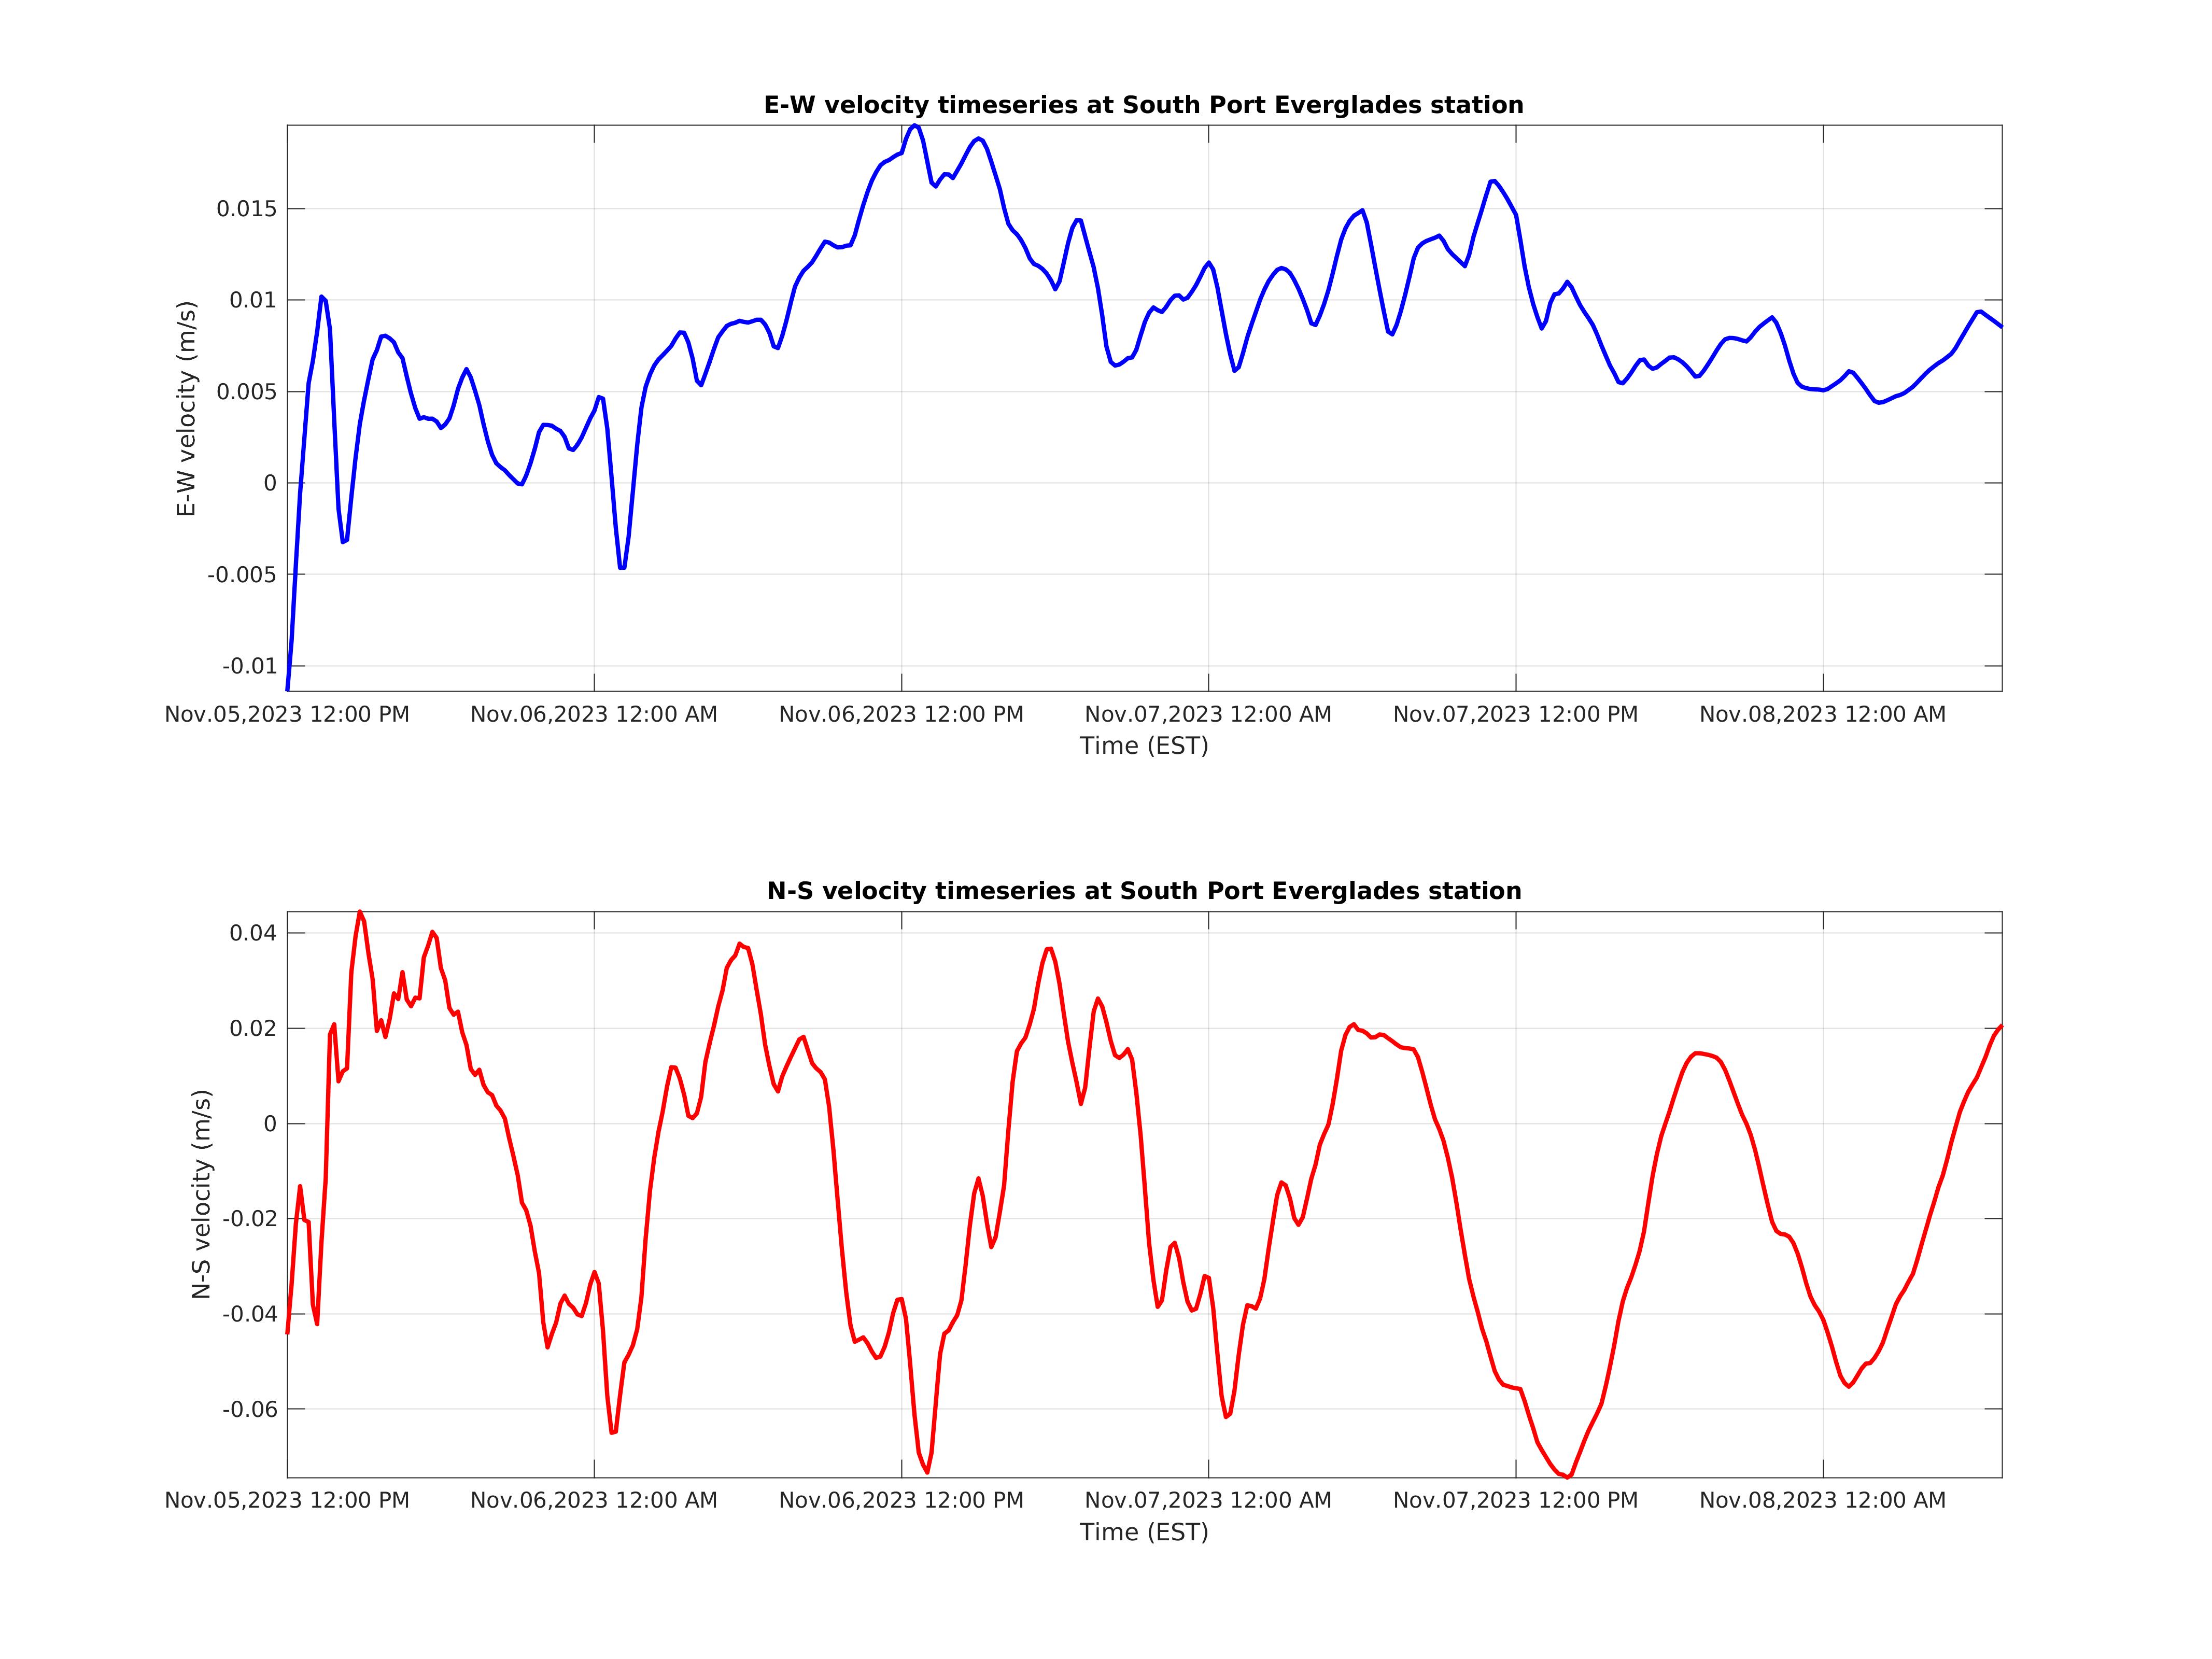 E-W velocity timeseries at South Port Everglades station
E-W velocity (m/s)
0.015
0.01
0.005
0
-0.005
-0.01
Nov.05,2023 12:00 PM Nov.06,2023 12:00 AM Nov.06,2023 12:00 PM Nov.07,2023 12:00 AM Nov.07,2023 12:00 PM Nov.08,2023 12:00 AM
Time (EST)
N-S velocity timeseries at South Port Everglades station
N-S velocity (m/s)
0.04
0.02
0
-0.02
-0.04
-0.06
Nov.05,2023 12:00 PM Nov.06,2023 12:00 AM Nov.06,2023 12:00 PM Nov.07,2023 12:00 AM Nov.07,2023 12:00 PM Nov.08,2023 12:00 AM
Time (EST)